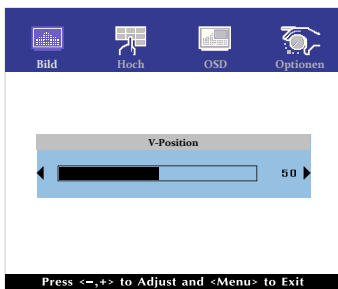 Bild Hoch OSD Optionen
V-Position
50
Press <-,+> to Adjust and <Menu> to Exit